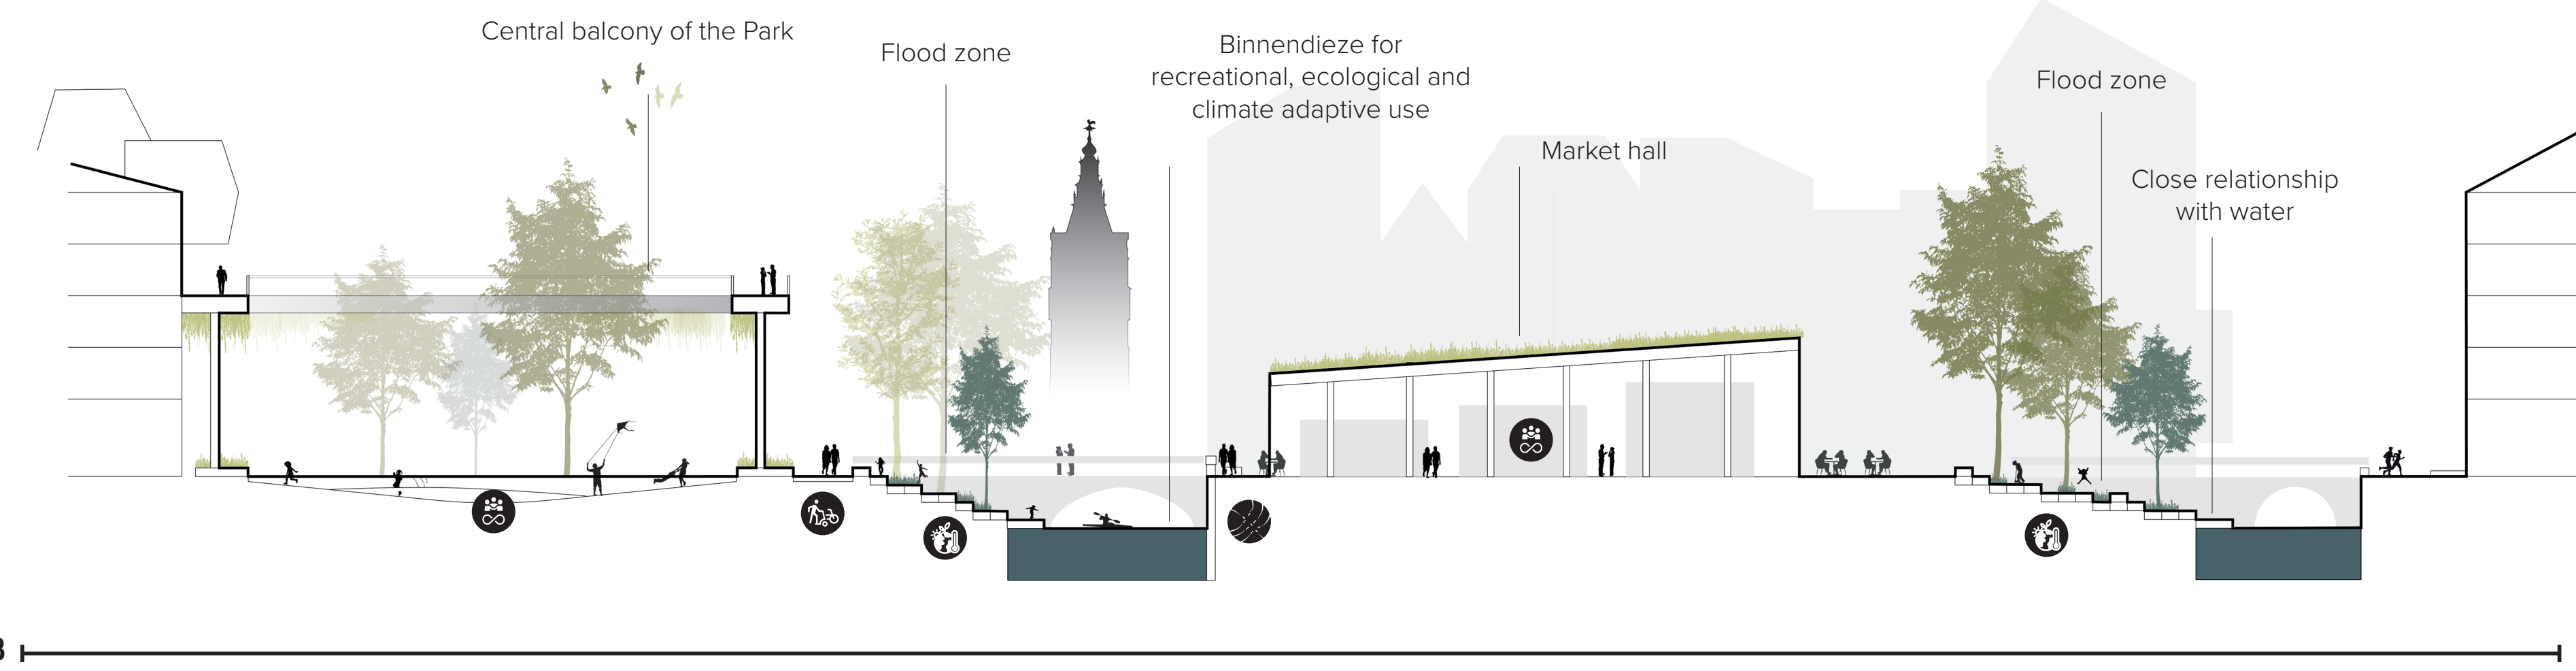 Central balcony of the Park
Flood zone
Binnendieze for
recreational, ecological and
climate adaptive use
Market hall
Flood zone
Close relationship
with water